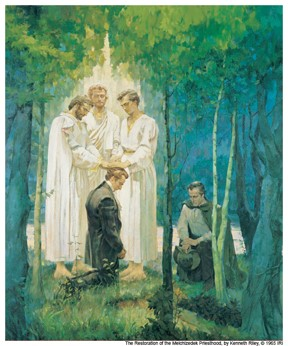 The Restoration of the Melchizedek Priesthood, by Kenneth Riley, © 1965 IRI